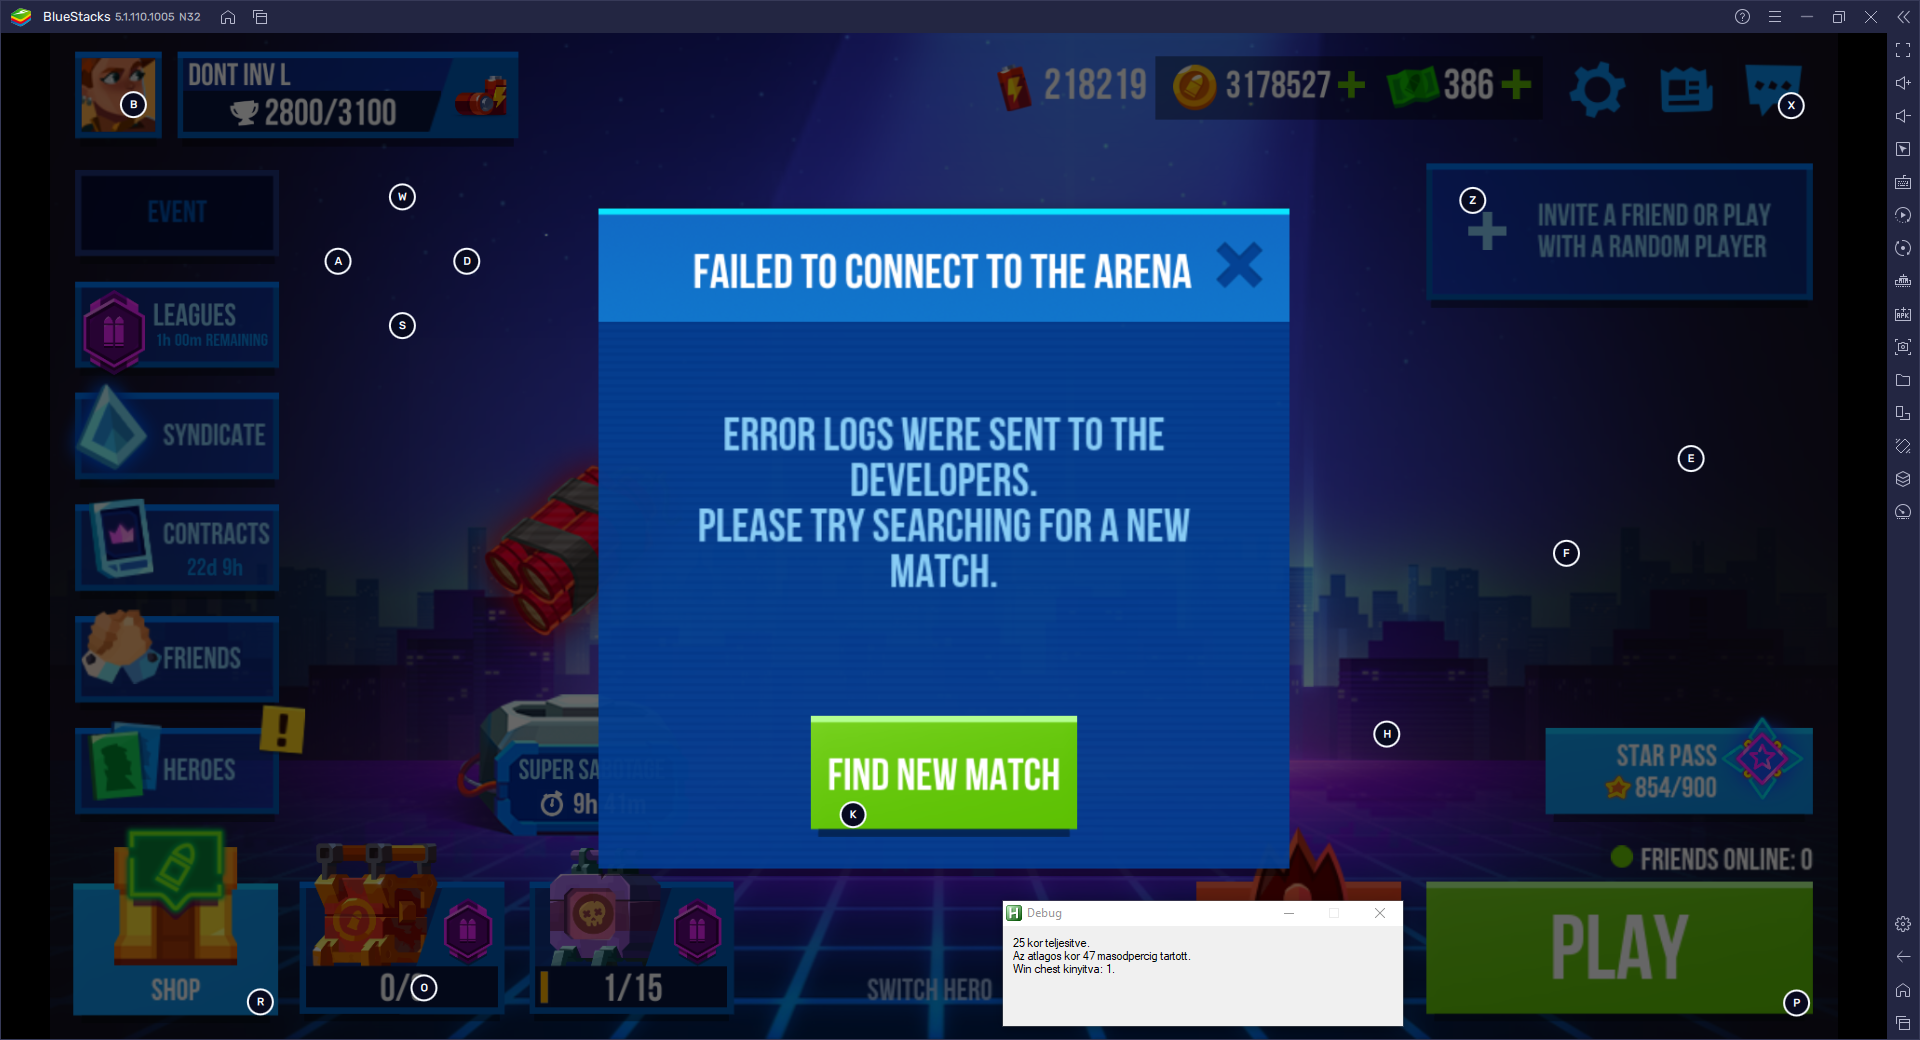 BlueStacks 5.1.110.1005 N32
DONT INV L
2800/3100
218219
3178527
386
B
X
EVENT
W
A
D
S
Z
INVITE A FRIEND OR PLAY
WITH A RANDOM PLAYER
LEAGUES
1h 00m REMAINING
FAILED TO CONNECT TO THE ARENA
SYNDICATE
ERROR LOGS WERE SENT TO THE
DEVELOPERS.
PLEASE TRY SEARCHING FOR A NEW
MATCH.
E
F
CONTRACTS
22d 9h
FRIENDS
HEROES
SUPER SABOTAGE
9h 41m
FIND NEW MATCH
K
H
STAR PASS
854/900
FRIENDS ONLINE: 0
SHOP
R
0/
O
1/15
SWITCH HERO
Debug
25 kor teljesitve.
Az atlagos kor 47 masodpercig tartott.
Win chest kinyitva: 1.
PLAY
P